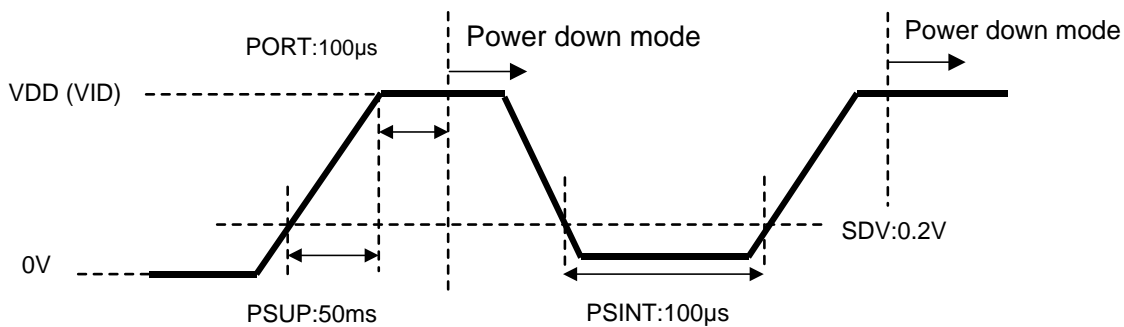 Power down mode
Power down mode
PORT:100µs
VDD (VID)
SDV:0.2V
0V
PSUP:50ms
PSINT:100µs